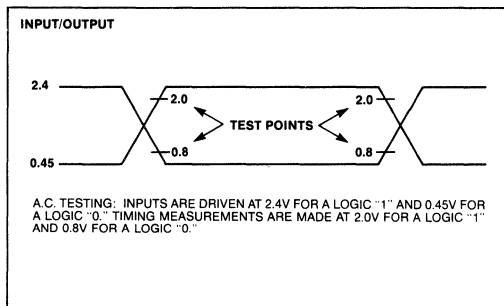 INPUT/OUTPUT
2.4
2.0 2.0
TEST POINTS
0.8 0.8
0.45
A.C. TESTING: INPUTS ARE DRIVEN AT 2.4V FOR A LOGIC "1" AND 0.45V FOR
A LOGIC "0." TIMING MEASUREMENTS ARE MADE AT 2.0V FOR A LOGIC "1"
AND 0.8V FOR A LOGIC "0."